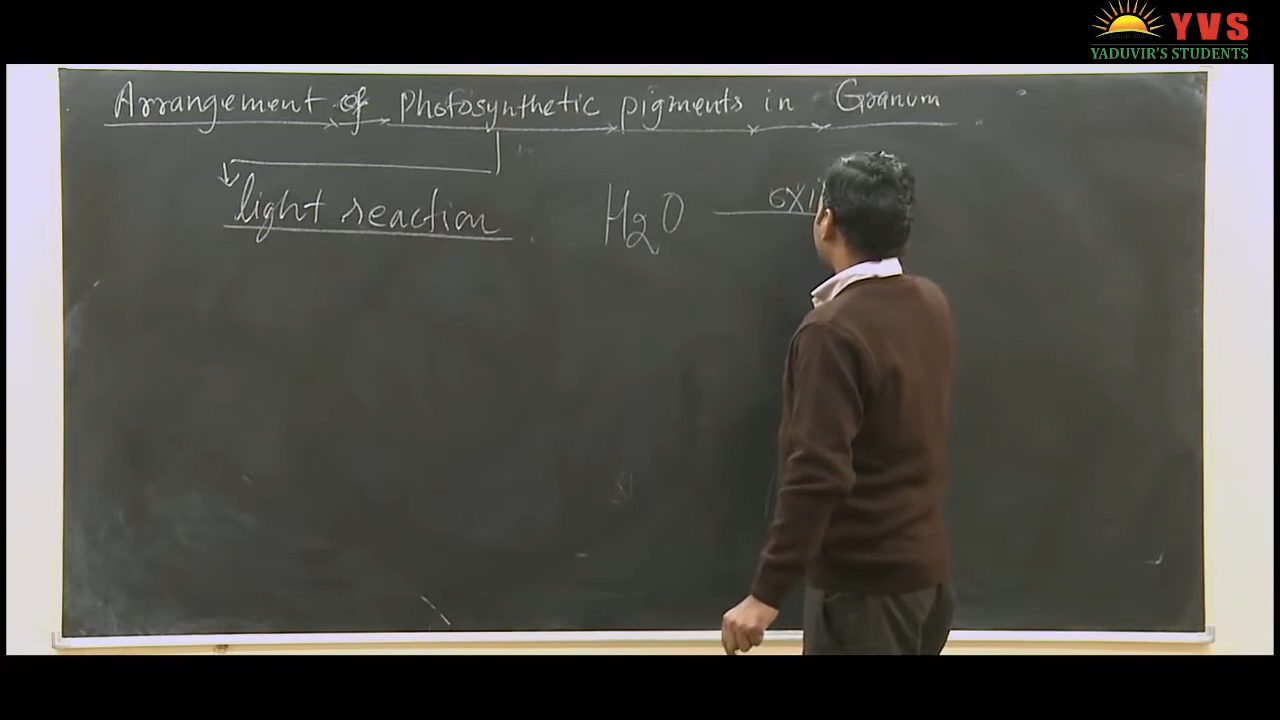 YVS
YADUVIR'S STUDENTS
Arrangement of Photosynthetic pigments in Granum
light reaction H2O